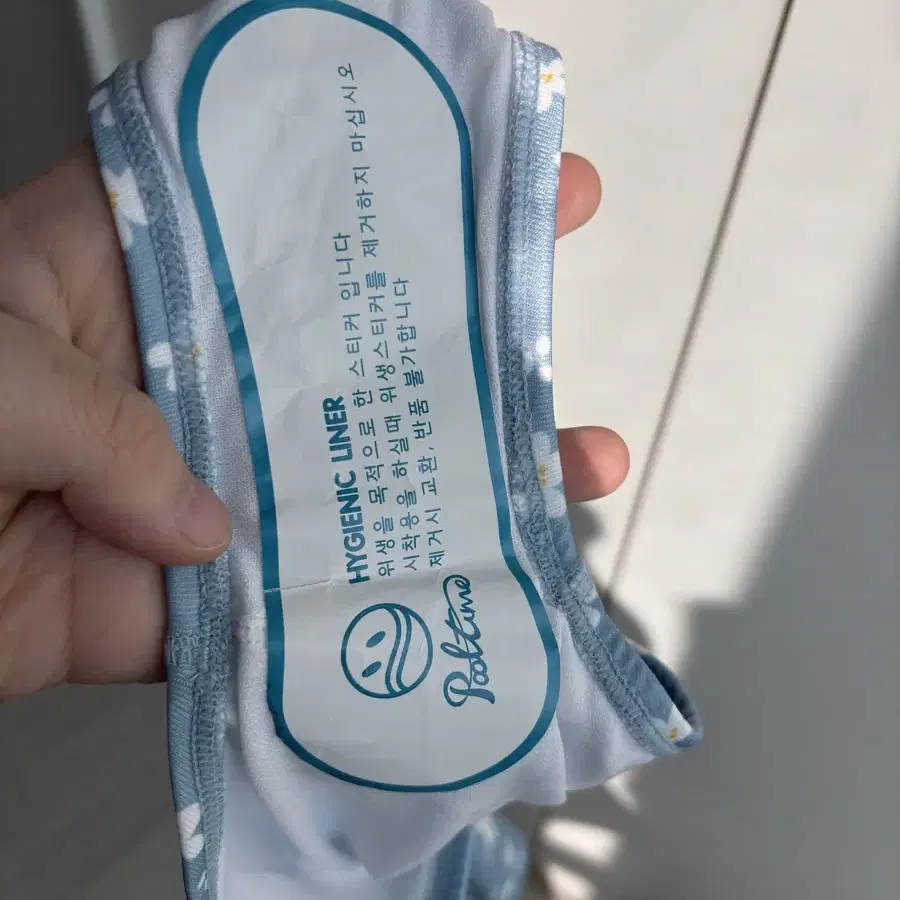 HYGIENIC LINER
위생을 목적으로 한 스티커 입니다
시착용을 하실때 위생스티커를 제거하지 마십시오
제거시 교환, 반품 불가합니다
Pooltime